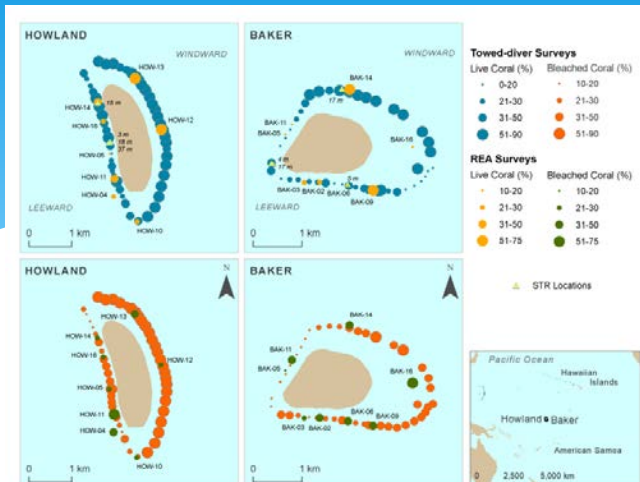 HOWLAND
WINDWARD
HOW-13
HOW-14
18 m
HOW-16
HOW-12
3 m
18 m
37 m
HOW-05
HOW-11
HOW-04
HOW-10
LEEWARD
0 1 km
BAKER
WINDWARD
BAK-14
17 m
BAK-11
BAK-05
BAK-16
4 m
17 m
5 m
BAK-03
BAK-02
BAK-06
BAK-09
LEEWARD
0 1 km
Towed-diver Surveys
Live Coral (%) Bleached Coral (%)
0-20 10-20
21-30 21-30
31-50 31-50
51-90 51-90
REA Surveys
Live Coral (%) Bleached Coral (%)
10-20 10-20
21-30 21-30
31-50 31-50
51-75 51-75
STR Locations
HOWLAND
N
HOW-13
HOW-14
HOW-16
HOW-12
HOW-05
HOW-11
HOW-04
HOW-10
0 1 km
BAKER
N
BAK-14
BAK-11
BAK-05
BAK-16
BAK-03
BAK-02
BAK-06
BAK-09
0 1 km
Pacific Ocean
Hawaiian
Islands
Howland Baker
American Samoa
0 2,500 5,000 km